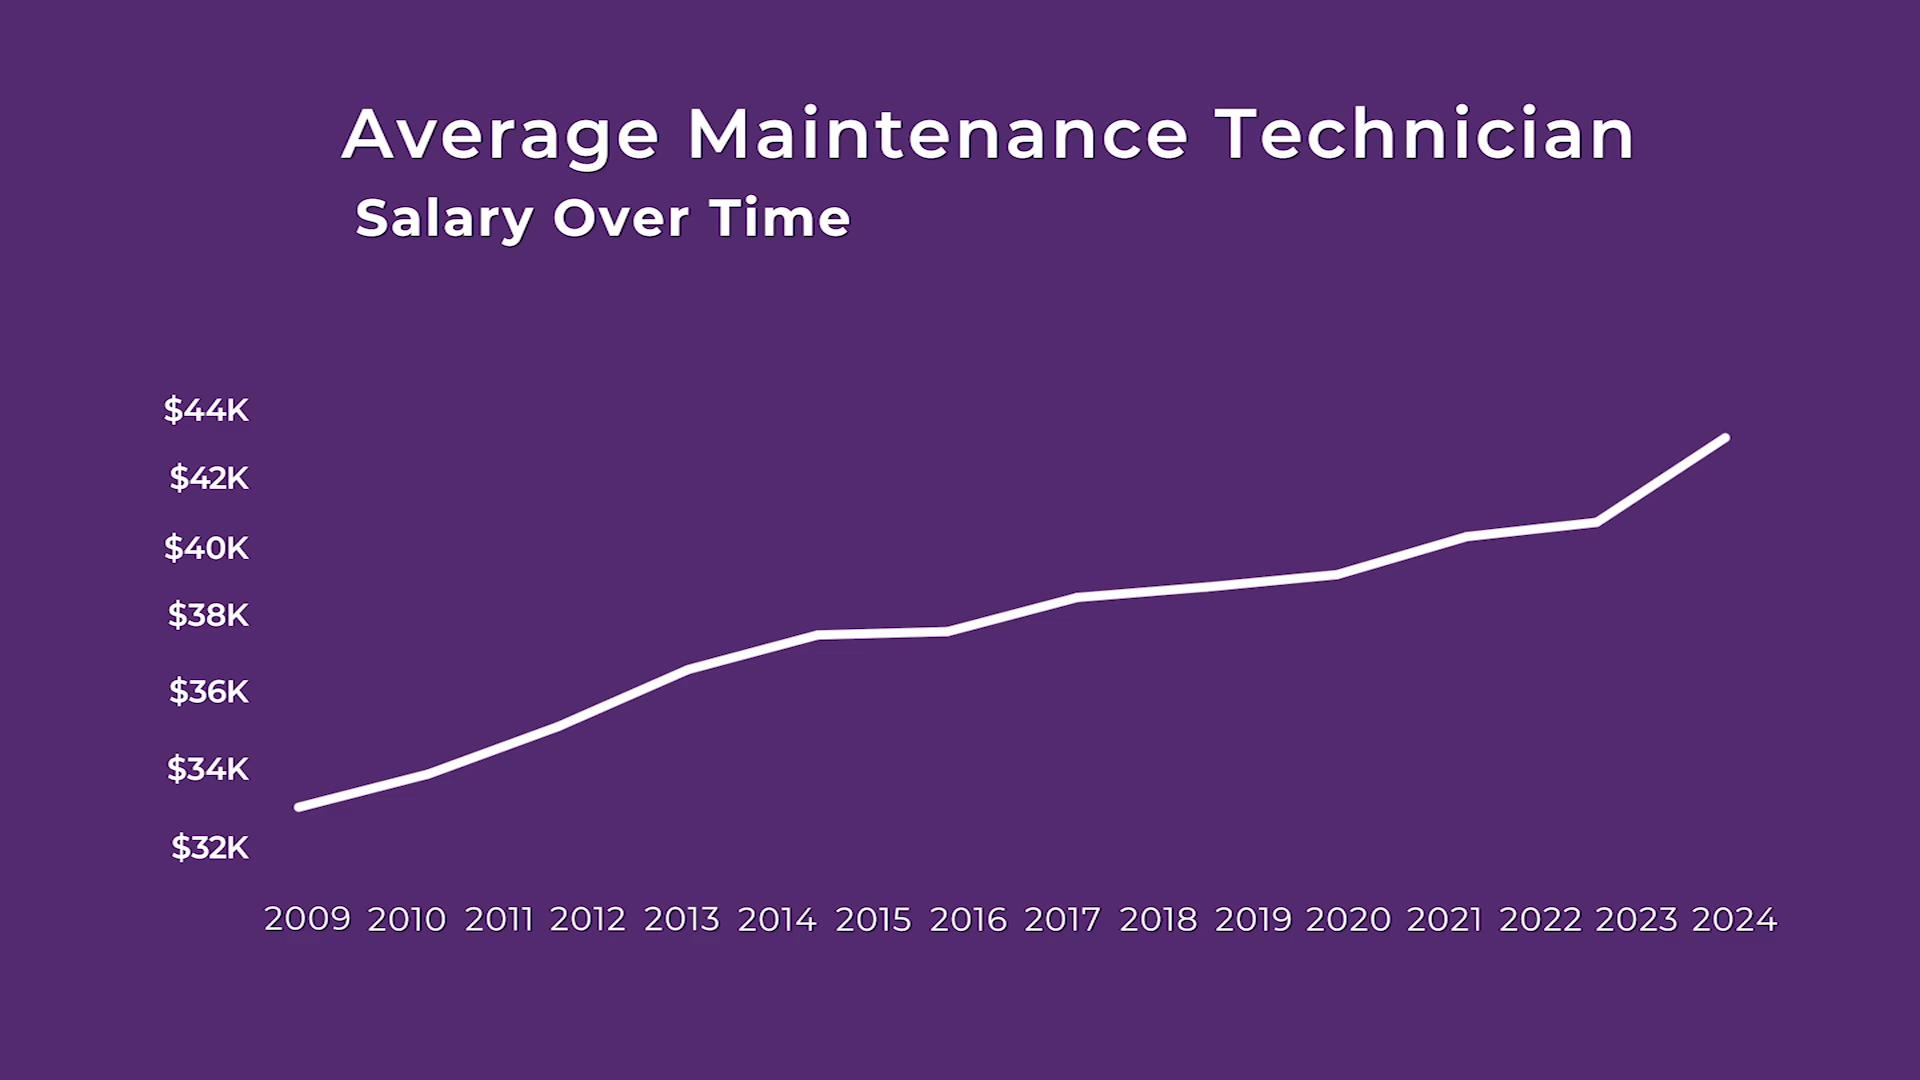 Average Maintenance Technician
Salary Over Time
$44K
$42K
$40K
$38K
$36K
$34K
$32K
2009 2010 2011 2012 2013 2014 2015 2016 2017 2018 2019 2020 2021 2022 2023 2024